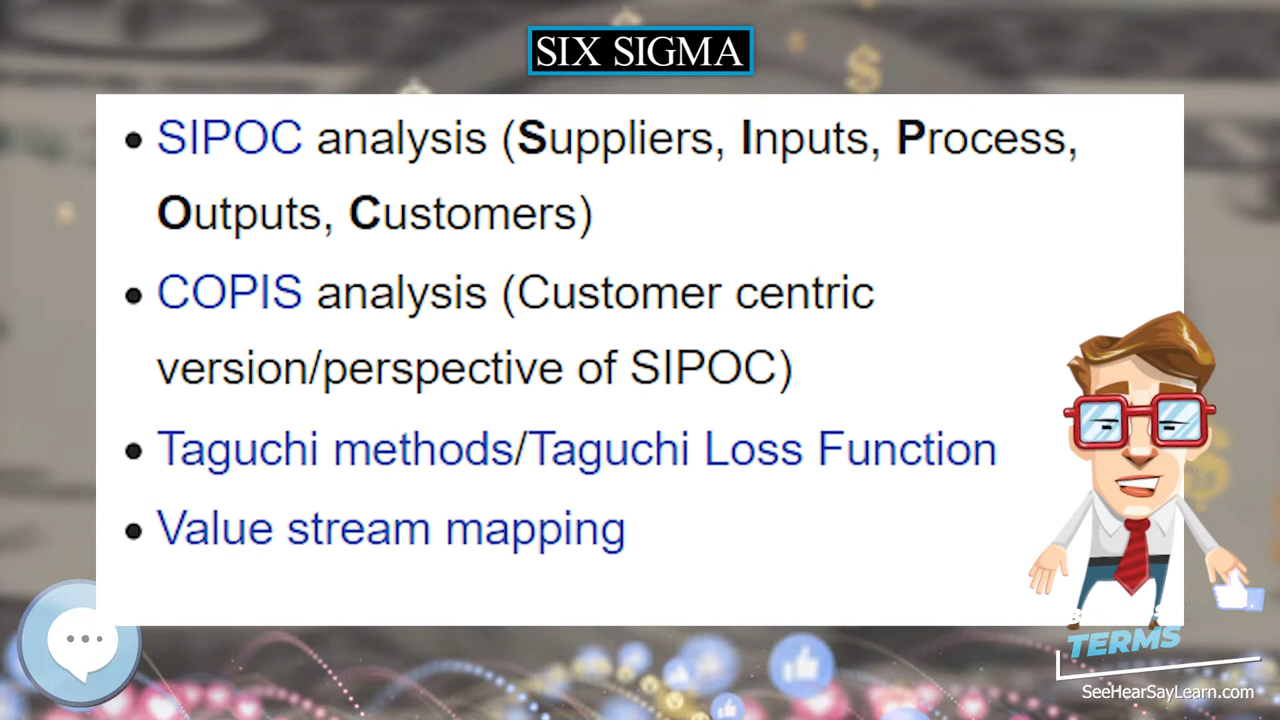 SIX SIGMA
• SIPOC analysis (Suppliers, Inputs, Process,
Outputs, Customers)
• COPIS analysis (Customer centric
version/perspective of SIPOC)
• Taguchi methods/Taguchi Loss Function
• Value stream mapping
TERMS
SeeHearSayLearn.com